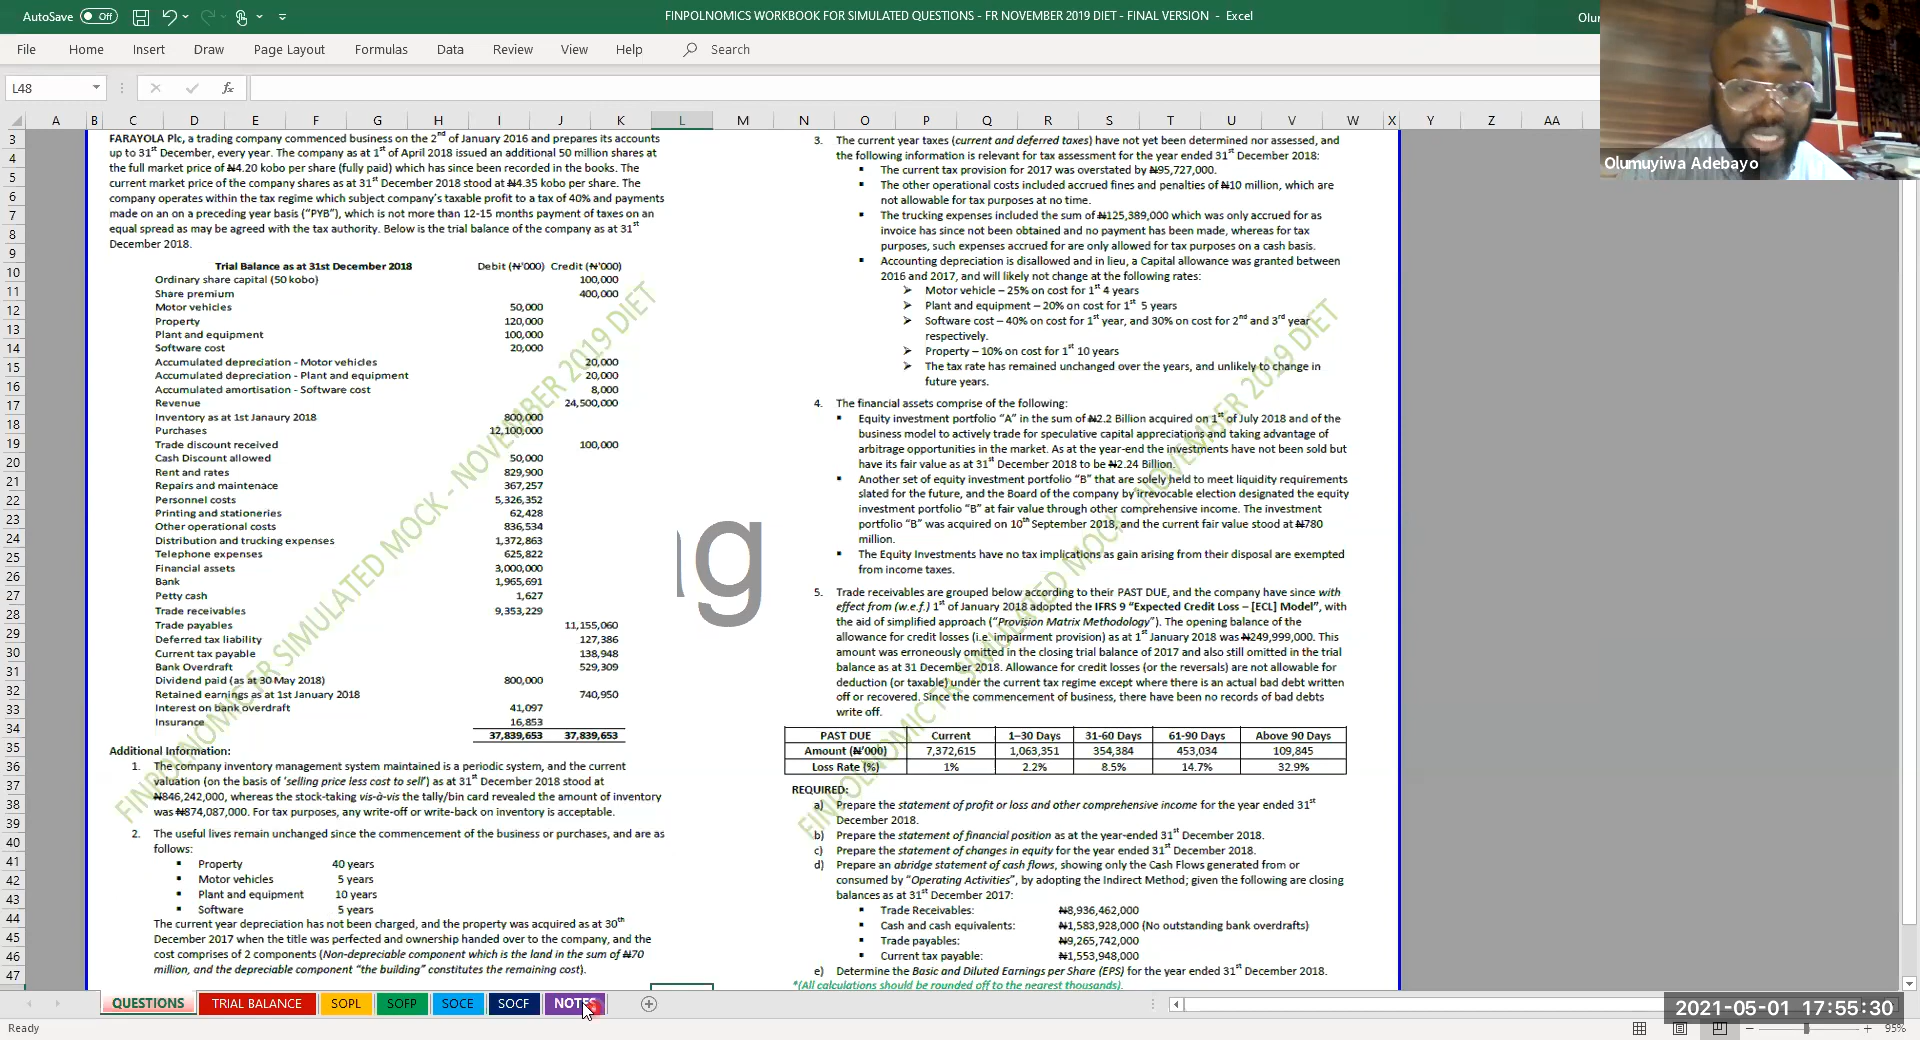 AutoSave Off
FINPOLNOMICS WORKBOOK FOR SIMULATED QUESTIONS - FR NOVEMBER 2019 DIET - FINAL VERSION - Excel
File Home Insert Draw Page Layout Formulas Data Review View Help Search
L48
fx
A B C D E F G H I J K L M N O P Q R S T U V W X Y Z AA
Olumuyiwa Adebayo
FARAYOLA Plc, a trading company commenced business on the 2nd of January 2016 and prepares its accounts
up to 31st December, every year. The company as at 1st of April 2018 issued an additional 50 million shares at
the full market price of ₦4.20 kobo per share (fully paid) which has since been recorded in the books. The
current market price of the company shares as at 31st December 2018 stood at ₦4.35 kobo per share. The
company operates within the tax regime which subject company's taxable profit to a tax of 40% and payments
made on an on a preceding year basis ("PYB"), which is not more than 12-15 months payment of taxes on an
equal spread as may be agreed with the tax authority. Below is the trial balance of the company as at 31st
December 2018.
Trial Balance as at 31st December 2018 Debit (₦'000) Credit (₦'000)
Ordinary share capital (50 kobo) 100,000
Share premium 400,000
Motor vehicles 50,000
Property 120,000
Plant and equipment 100,000
Software cost 20,000
Accumulated depreciation - Motor vehicles 20,000
Accumulated depreciation - Plant and equipment 20,000
Accumulated amortisation - Software cost 8,000
Revenue 24,500,000
Inventory as at 1st Janaury 2018 800,000
Purchases 12,100,000
Trade discount received 100,000
Cash Discount allowed 50,000
Rent and rates 829,900
Repairs and maintenace 367,257
Personnel costs 5,326,352
Printing and stationeries 62,428
Other operational costs 836,534
Distribution and trucking expenses 1,372,863
Telephone expenses 625,822
Financial assets 3,000,000
Bank 1,965,691
Petty cash 1,627
Trade receivables 9,353,229
Trade payables 11,155,060
Deferred tax liability 127,386
Current tax payable 138,948
Bank Overdraft 529,309
Dividend paid (as at 30 May 2018) 800,000
Retained earnings as at 1st January 2018 740,950
Interest on bank overdraft 41,097
Insurance 16,853
37,839,653 37,839,653
Additional Information:
1. The company inventory management system maintained is a periodic system, and the current
valuation (on the basis of 'selling price less cost to sell') as at 31st December 2018 stood at
₦846,242,000, whereas the stock-taking vis-à-vis the tally/bin card revealed the amount of inventory
was ₦874,087,000. For tax purposes, any write-off or write-back on inventory is acceptable.
2. The useful lives remain unchanged since the commencement of the business or purchases, and are as
follows:
▪ Property 40 years
▪ Motor vehicles 5 years
▪ Plant and equipment 10 years
▪ Software 5 years
The current year depreciation has not been charged, and the property was acquired as at 30th
December 2017 when the title was perfected and ownership handed over to the company, and the
cost comprises of 2 components (Non-depreciable component which is the land in the sum of ₦70
million, and the depreciable component "the building" constitutes the remaining cost).
FINPOLNOMICS FR SIMULATED MOCK - NOVEMBER 2019 DIET
ng
3. The current year taxes (current and deferred taxes) have not yet been determined nor assessed, and
the following information is relevant for tax assessment for the year ended 31st December 2018:
▪ The current tax provision for 2017 was overstated by ₦95,727,000.
▪ The other operational costs included accrued fines and penalties of ₦10 million, which are
not allowable for tax purposes at no time.
▪ The trucking expenses included the sum of ₦125,389,000 which was only accrued for as
invoice has since not been obtained and no payment has been made, whereas for tax
purposes, such expenses accrued for are only allowed for tax purposes on a cash basis.
▪ Accounting depreciation is disallowed and in lieu, a Capital allowance was granted between
2016 and 2017, and will likely not change at the following rates:
➢ Motor vehicle – 25% on cost for 1st 4 years
➢ Plant and equipment – 20% on cost for 1st 5 years
➢ Software cost – 40% on cost for 1st year, and 30% on cost for 2nd and 3rd year
respectively.
➢ Property – 10% on cost for 1st 10 years
➢ The tax rate has remained unchanged over the years, and unlikely to change in
future years.
4. The financial assets comprise of the following:
▪ Equity investment portfolio "A" in the sum of ₦2.2 Billion acquired on 1st of July 2018 and of the
business model to actively trade for speculative capital appreciations and taking advantage of
arbitrage opportunities in the market. As at the year-end the investments have not been sold but
have its fair value as at 31st December 2018 to be ₦2.24 Billion.
▪ Another set of equity investment portfolio "B" that are solely held to meet liquidity requirements
slated for the future, and the Board of the company by irrevocable election designated the equity
investment portfolio "B" at fair value through other comprehensive income. The investment
portfolio "B" was acquired on 10th September 2018, and the current fair value stood at ₦780
million.
▪ The Equity Investments have no tax implications as gain arising from their disposal are exempted
from income taxes.
5. Trade receivables are grouped below according to their PAST DUE, and the company have since with
effect from (w.e.f.) 1st of January 2018 adopted the IFRS 9 "Expected Credit Loss – [ECL] Model", with
the aid of simplified approach ("Provision Matrix Methodology"). The opening balance of the
allowance for credit losses (i.e. impairment provision) as at 1st January 2018 was ₦249,999,000. This
amount was erroneously omitted in the closing trial balance of 2017 and also still omitted in the trial
balance as at 31 December 2018. Allowance for credit losses (or the reversals) are not allowable for
deduction (or taxable) under the current tax regime except where there is an actual bad debt written
off or recovered. Since the commencement of business, there have been no records of bad debts
write off.
PAST DUE Current 1–30 Days 31-60 Days 61-90 Days Above 90 Days
Amount (₦'000) 7,372,615 1,063,351 354,384 453,034 109,845
Loss Rate (%) 1% 2.2% 8.5% 14.7% 32.9%
REQUIRED:
a) Prepare the statement of profit or loss and other comprehensive income for the year ended 31st
December 2018.
b) Prepare the statement of financial position as at the year-ended 31st December 2018.
c) Prepare the statement of changes in equity for the year ended 31st December 2018.
d) Prepare an abridge statement of cash flows, showing only the Cash Flows generated from or
consumed by "Operating Activities", by adopting the Indirect Method; given the following are closing
balances as at 31st December 2017:
▪ Trade Receivables: ₦8,936,462,000
▪ Cash and cash equivalents: ₦1,583,928,000 (No outstanding bank overdrafts)
▪ Trade payables: ₦9,265,742,000
▪ Current tax payable: ₦1,553,948,000
e) Determine the Basic and Diluted Earnings per Share (EPS) for the year ended 31st December 2018.
*(All calculations should be rounded off to the nearest thousands).
QUESTIONS TRIAL BALANCE SOPL SOFP SOCE SOCF NOTES
2021-05-01 17:55:30
Ready
95%